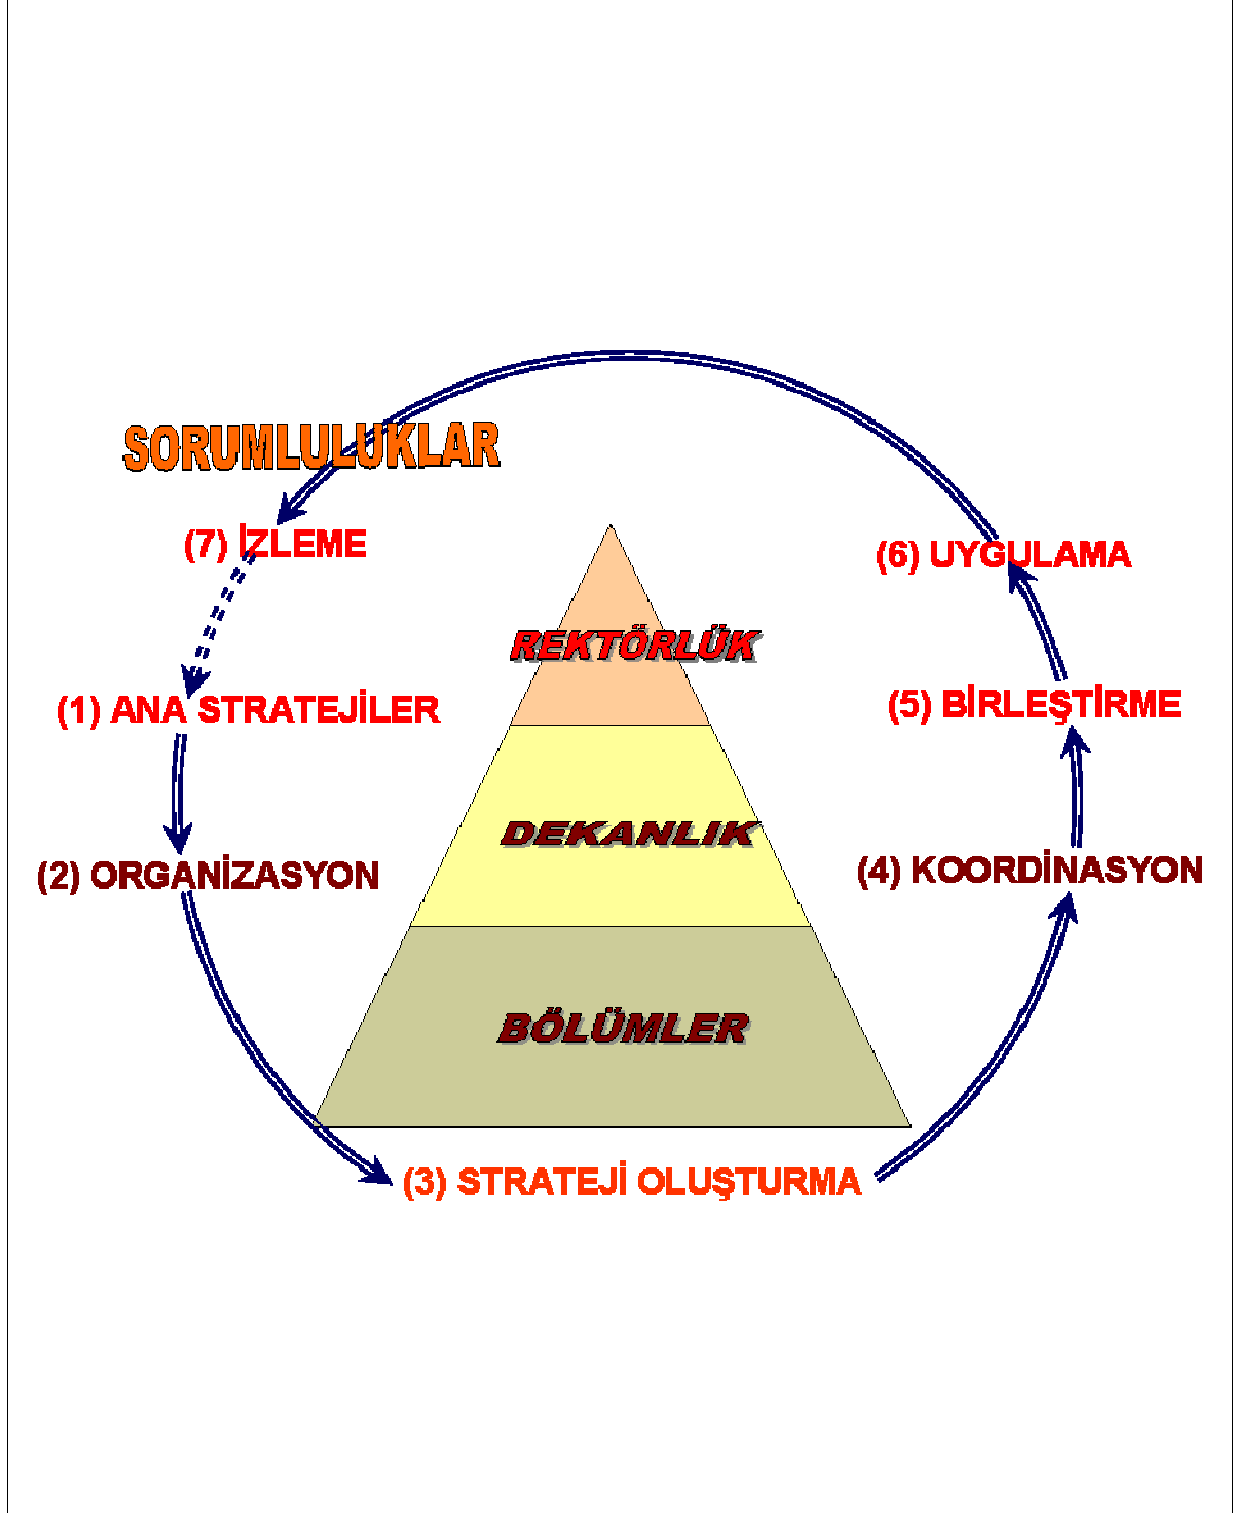 SORUMLULUKLAR
(7) İZLEME
(6) UYGULAMA
REKTÖRLÜK
(1) ANA STRATEJİLER
(5) BİRLEŞTİRME
DEKANLIK
(2) ORGANİZASYON
(4) KOORDİNASYON
BÖLÜMLER
(3) STRATEJİ OLUŞTURMA